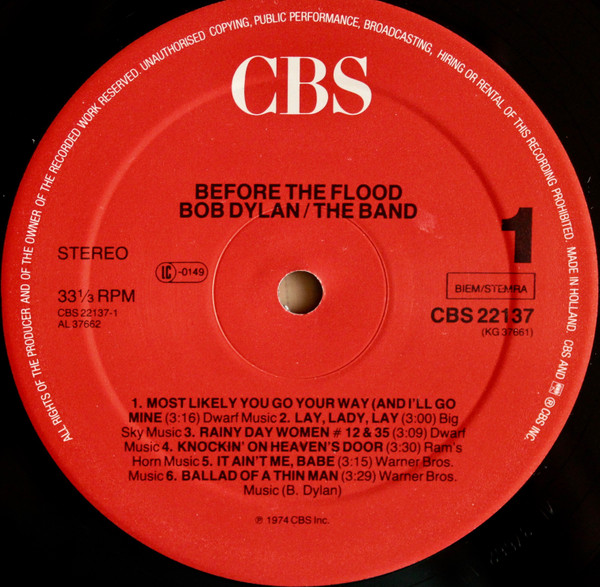 ALL RIGHTS OF THE PRODUCER AND OF THE OWNER OF THE RECORDED WORK RESERVED. UNAUTHORISED COPYING, PUBLIC PERFORMANCE, BROADCASTING, HIRING OR RENTAL OF THIS RECORDING PROHIBITED. MADE IN HOLLAND. CBS AND ℗ CBS INC.
CBS
BEFORE THE FLOOD
BOB DYLAN/THE BAND
1
STEREO
LC -0149
33⅓ RPM
CBS 22137-1
AL 37662
BIEM/STEMRA
CBS 22137
(KG 37661)
1. MOST LIKELY YOU GO YOUR WAY (AND I'LL GO
MINE (3:16) Dwarf Music 2. LAY, LADY, LAY (3:00) Big
Sky Music 3. RAINY DAY WOMEN # 12 & 35 (3:09) Dwarf
Music 4. KNOCKIN' ON HEAVEN'S DOOR (3:30) Ram's
Horn Music 5. IT AIN'T ME, BABE (3:15) Warner Bros.
Music 6. BALLAD OF A THIN MAN (3:29) Warner Bros.
Music (B. Dylan)
℗ 1974 CBS Inc.